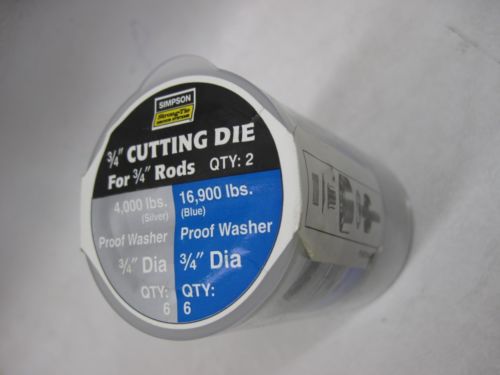 SIMPSON
Strong-Tie
¾" CUTTING DIE
For ¾" Rods QTY: 2
4,000 lbs.
(Silver)
Proof Washer
¾" Dia
QTY:
6
16,900 lbs.
(Blue)
Proof Washer
¾" Dia
QTY:
6